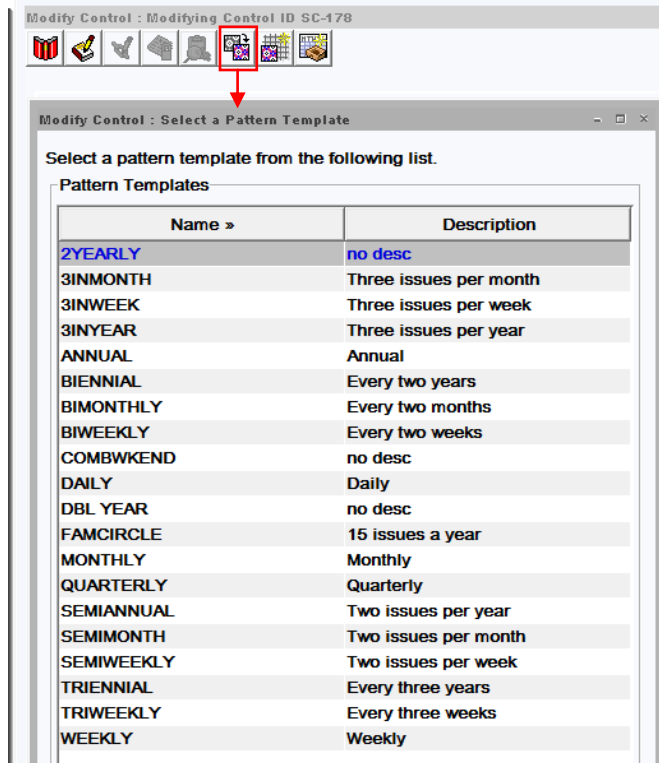 Modify Control : Modifying Control ID SC-178
Modify Control : Select a Pattern Template
Select a pattern template from the following list.
Pattern Templates
Name » Description
2YEARLY no desc
3INMONTH Three issues per month
3INWEEK Three issues per week
3INYEAR Three issues per year
ANNUAL Annual
BIENNIAL Every two years
BIMONTHLY Every two months
BIWEEKLY Every two weeks
COMBWKEND no desc
DAILY Daily
DBL YEAR no desc
FAMCIRCLE 15 issues a year
MONTHLY Monthly
QUARTERLY Quarterly
SEMIANNUAL Two issues per year
SEMIMONTH Two issues per month
SEMIWEEKLY Two issues per week
TRIENNIAL Every three years
TRIWEEKLY Every three weeks
WEEKLY Weekly